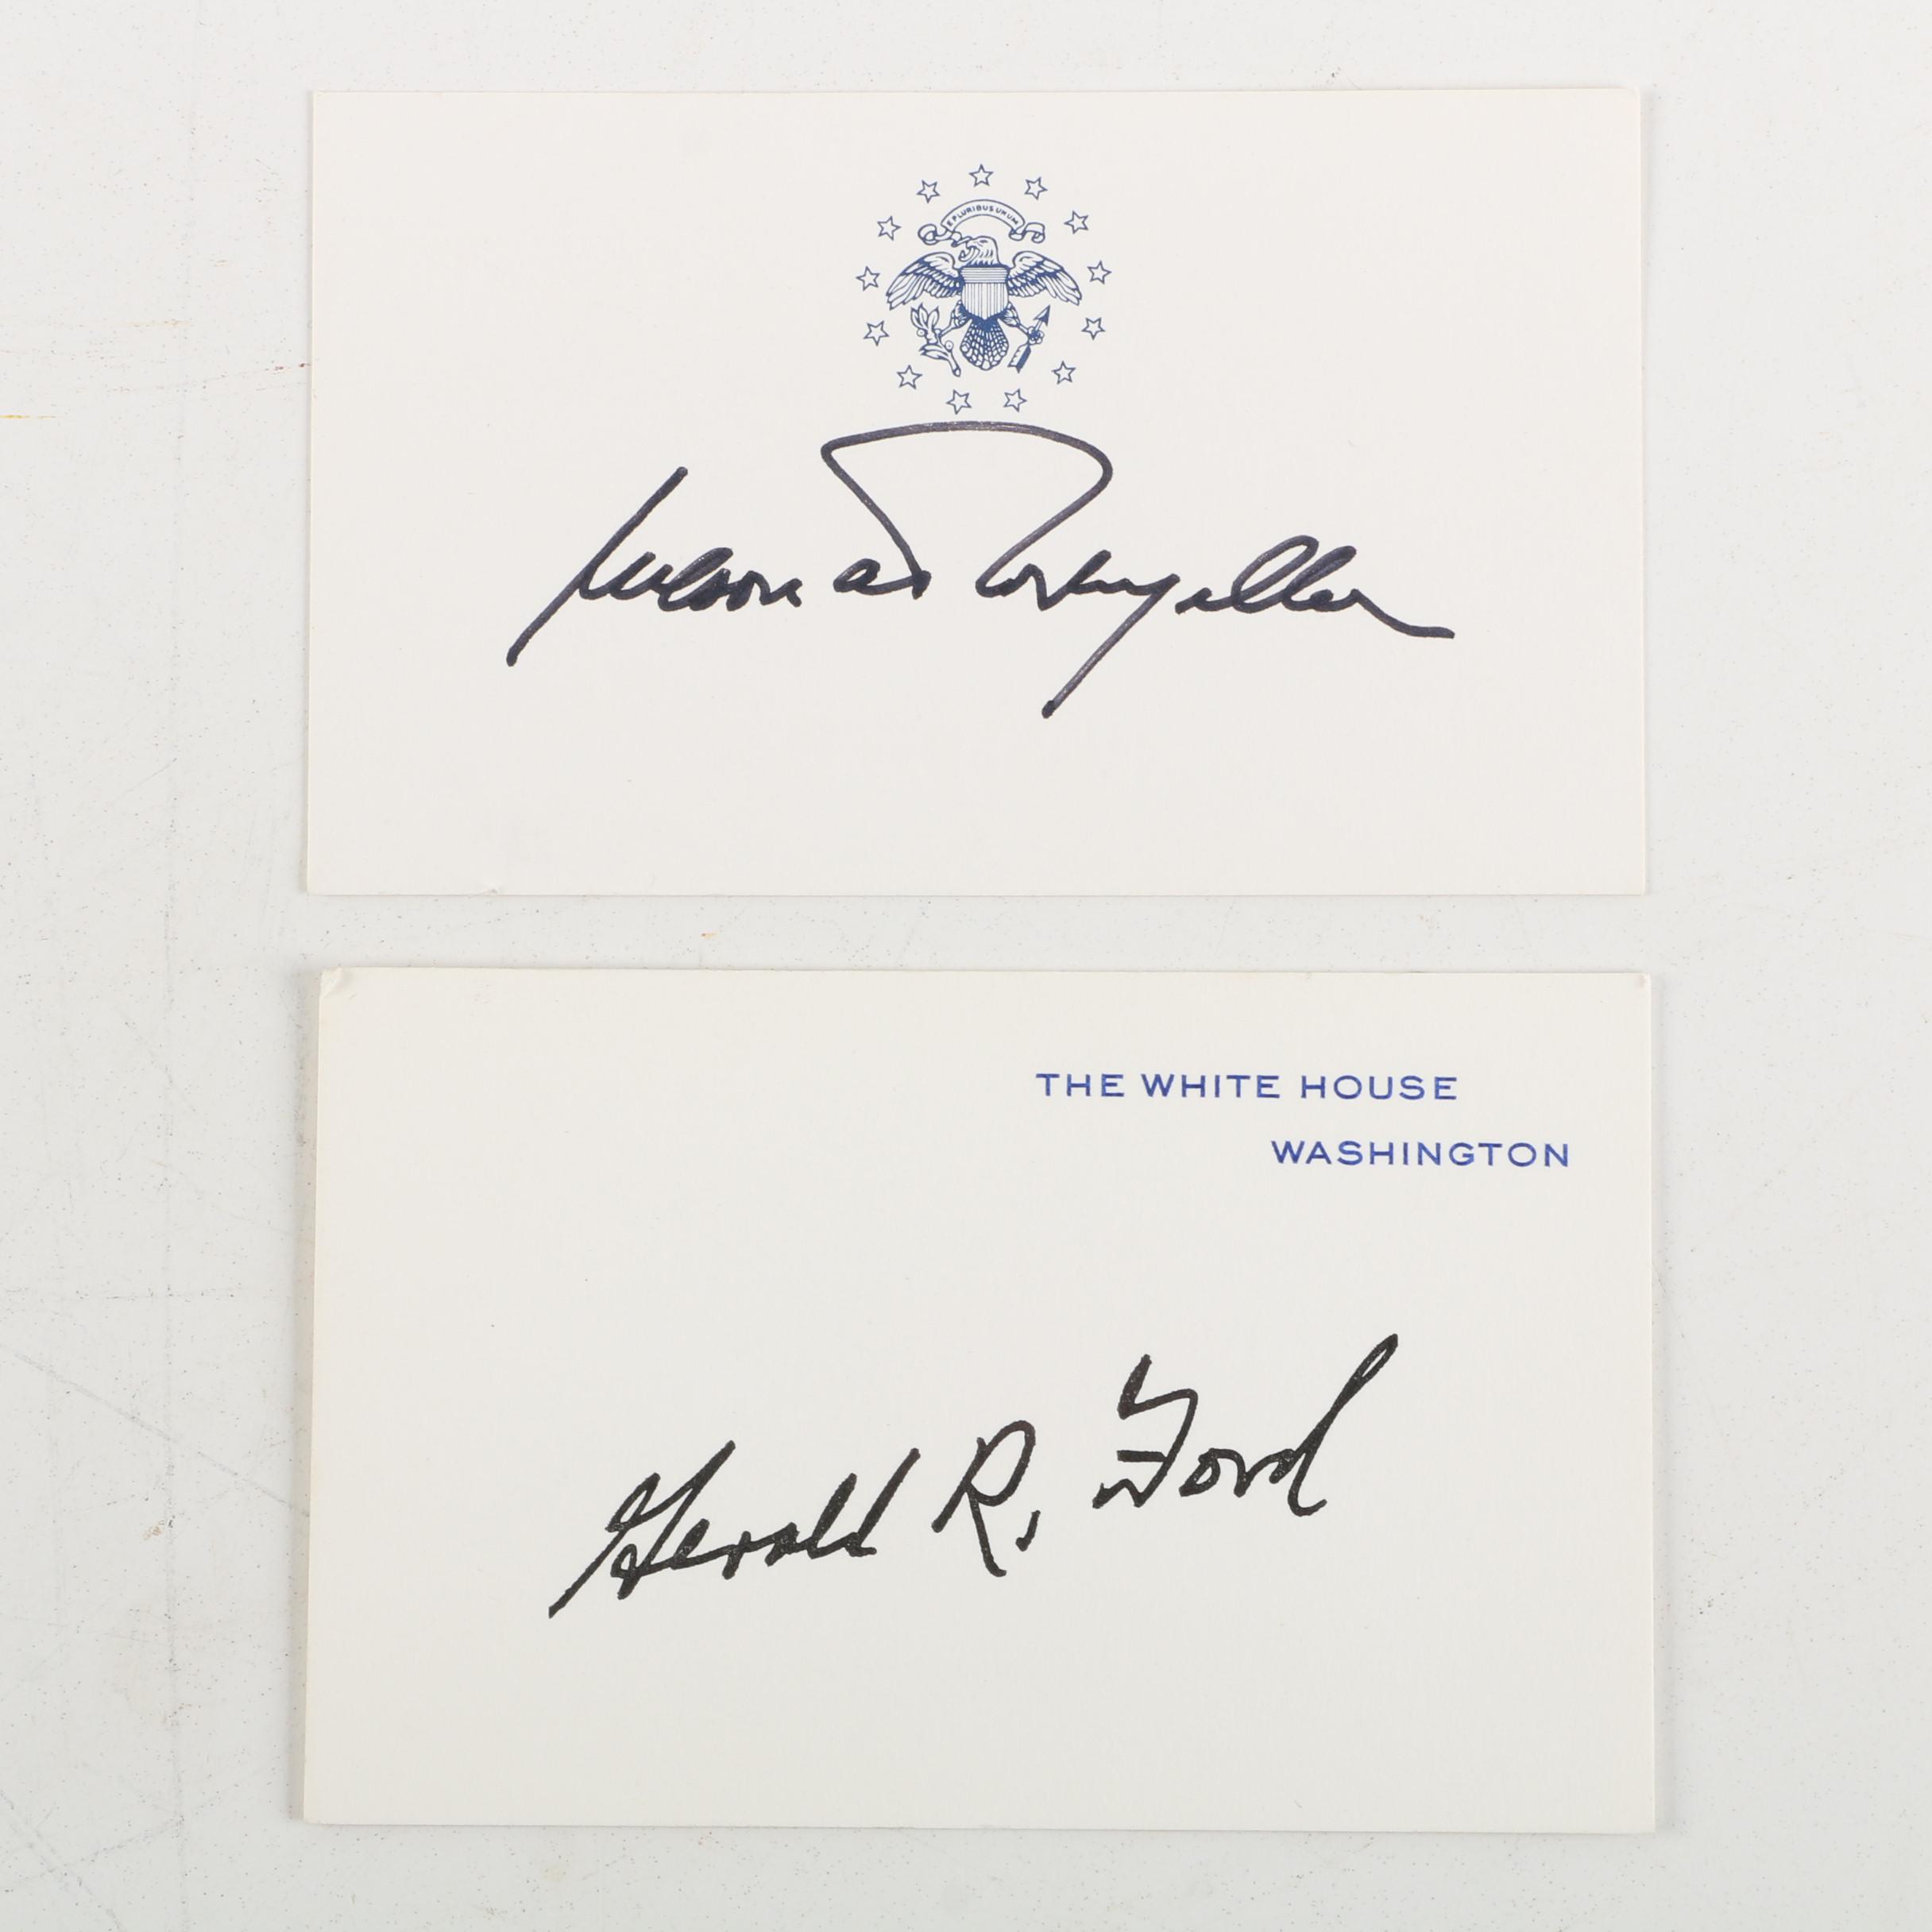 E PLURIBUS UNUM
Nelson A Rockefeller
THE WHITE HOUSE
WASHINGTON
Gerald R. Ford